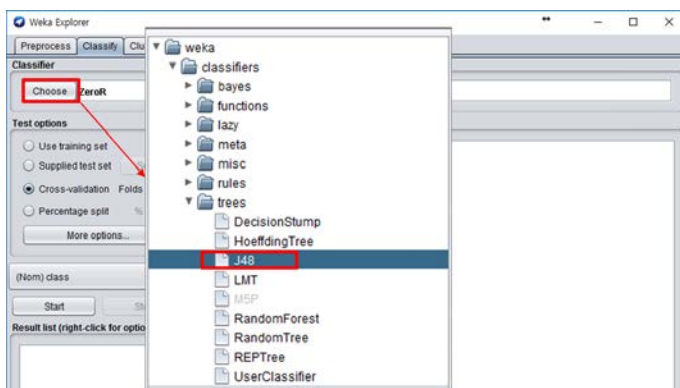 Weka Explorer
Preprocess Classify Clu
Classifier
Choose ZeroR
Test options
Use training set
Supplied test set
Cross-validation Folds
Percentage split %
More options...
(Nom) class
Start
Result list (right-click for optio
weka
classifiers
bayes
functions
lazy
meta
misc
rules
trees
DecisionStump
HoeffdingTree
J48
LMT
M5P
RandomForest
RandomTree
REPTree
UserClassifier